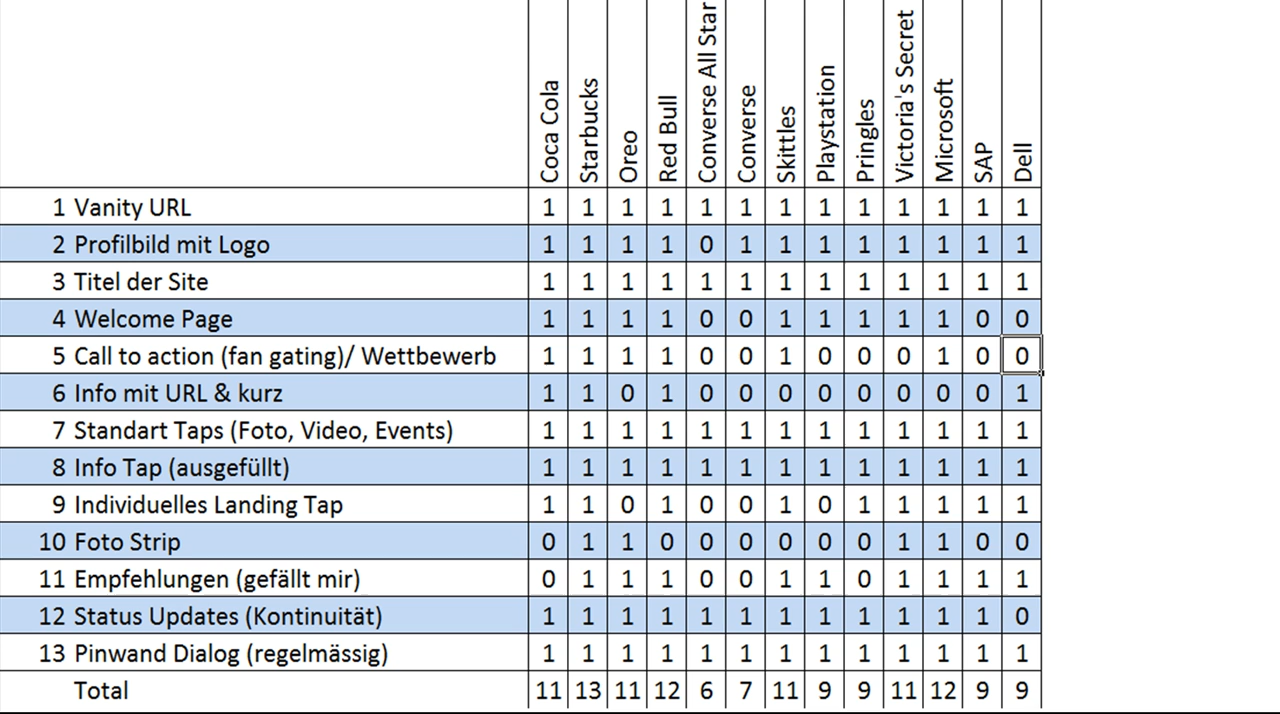 Coca Cola Starbucks Oreo Red Bull Converse All Star Converse Skittles Playstation Pringles Victoria's Secret Microsoft SAP Dell
1 Vanity URL 1 1 1 1 1 1 1 1 1 1 1 1 1
2 Profilbild mit Logo 1 1 1 1 0 1 1 1 1 1 1 1 1
3 Titel der Site 1 1 1 1 1 1 1 1 1 1 1 1 1
4 Welcome Page 1 1 1 1 0 0 1 1 1 1 1 0 0
5 Call to action (fan gating)/ Wettbewerb 1 1 1 1 0 0 1 0 0 0 1 0 0
6 Info mit URL & kurz 1 1 0 1 0 0 0 0 0 0 0 0 1
7 Standart Taps (Foto, Video, Events) 1 1 1 1 1 1 1 1 1 1 1 1 1
8 Info Tap (ausgefüllt) 1 1 1 1 1 1 1 1 1 1 1 1 1
9 Individuelles Landing Tap 1 1 0 1 0 0 1 0 1 1 1 1 1
10 Foto Strip 0 1 1 0 0 0 0 0 0 1 1 0 0
11 Empfehlungen (gefällt mir) 0 1 1 1 0 0 1 1 0 1 1 1 1
12 Status Updates (Kontinuität) 1 1 1 1 1 1 1 1 1 1 1 1 0
13 Pinwand Dialog (regelmässig) 1 1 1 1 1 1 1 1 1 1 1 1 1
Total 11 13 11 12 6 7 11 9 9 11 12 9 9